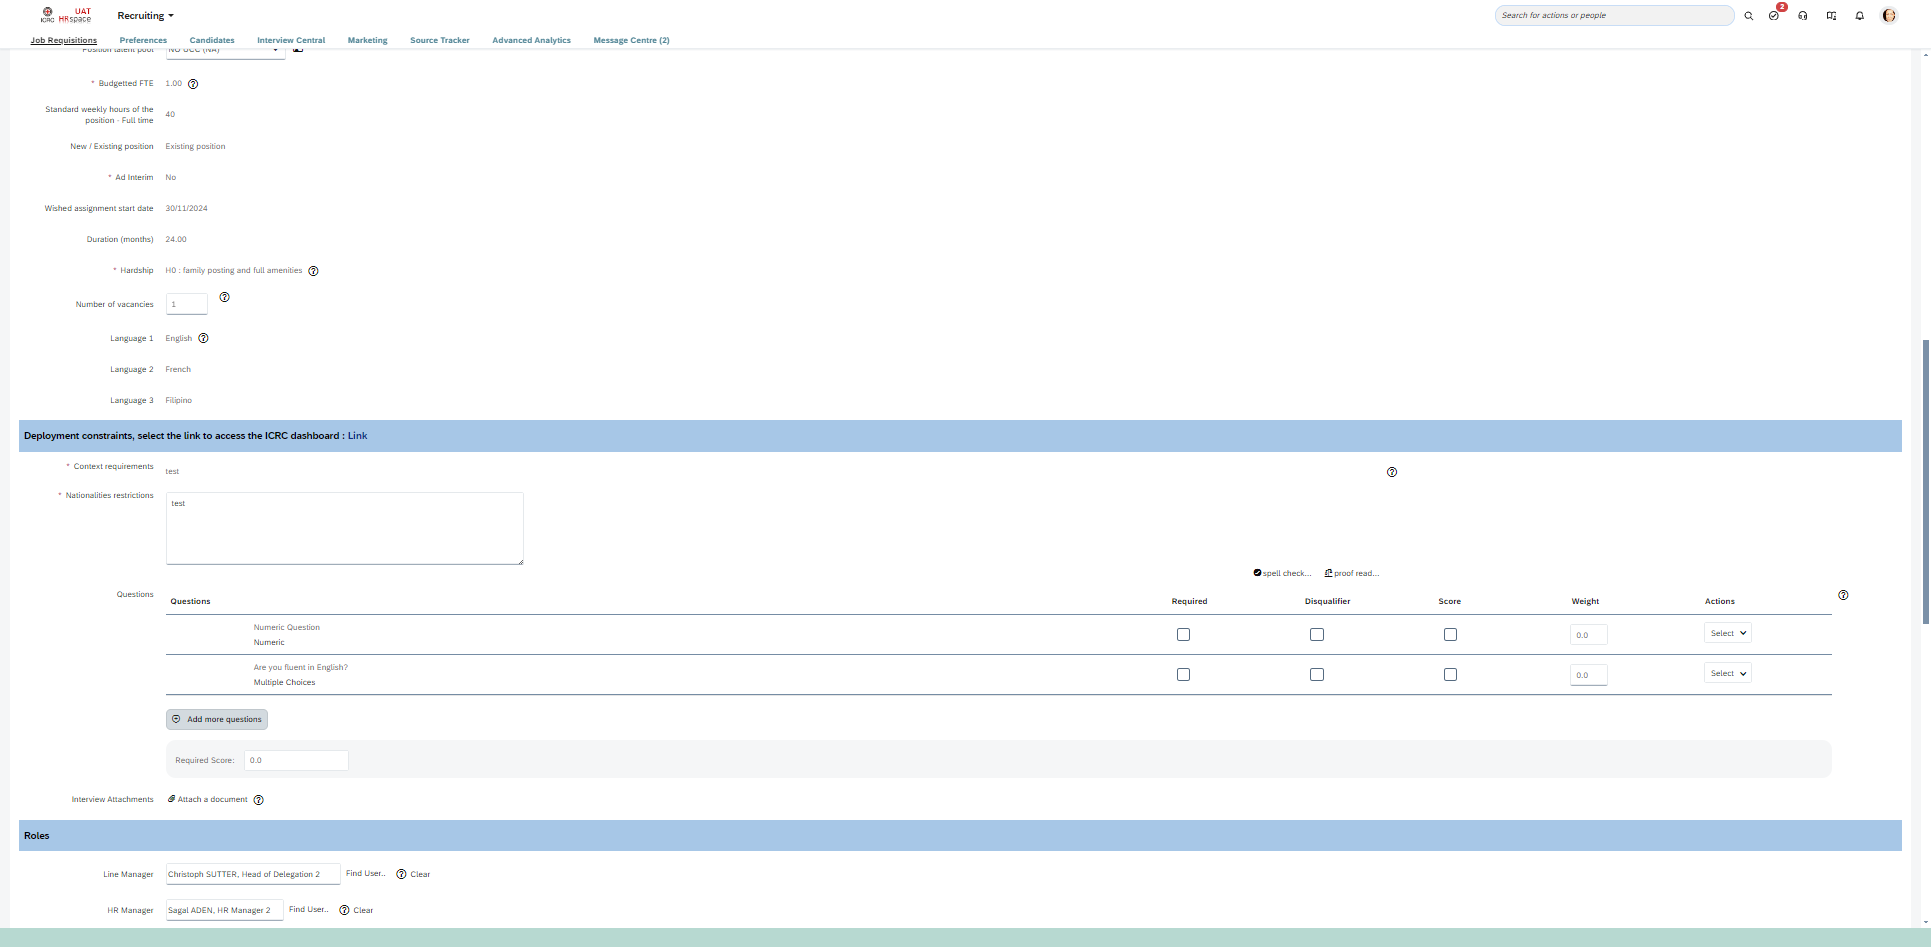 ICRC UAT HRspace
Recruiting
Search for actions or people
2
Job Requisitions Preferences Candidates Interview Central Marketing Source Tracker Advanced Analytics Message Centre (2)
Position talent pool NO OCC (NA)
* Budgetted FTE 1.00
Standard weekly hours of the
position - Full time 40
New / Existing position Existing position
* Ad Interim No
Wished assignment start date 30/11/2024
Duration (months) 24.00
* Hardship H0 : family posting and full amenities
Number of vacancies 1
Language 1 English
Language 2 French
Language 3 Filipino
Deployment constraints, select the link to access the ICRC dashboard : Link
* Context requirements test
* Nationalities restrictions test
spell check... proof read...
Questions
Questions Required Disqualifier Score Weight Actions
Numeric Question
Numeric 0.0 Select
Are you fluent in English?
Multiple Choices 0.0 Select
Add more questions
Required Score: 0.0
Interview Attachments Attach a document
Roles
Line Manager Christoph SUTTER, Head of Delegation 2 Find User.. Clear
HR Manager Sagal ADEN, HR Manager 2 Find User.. Clear